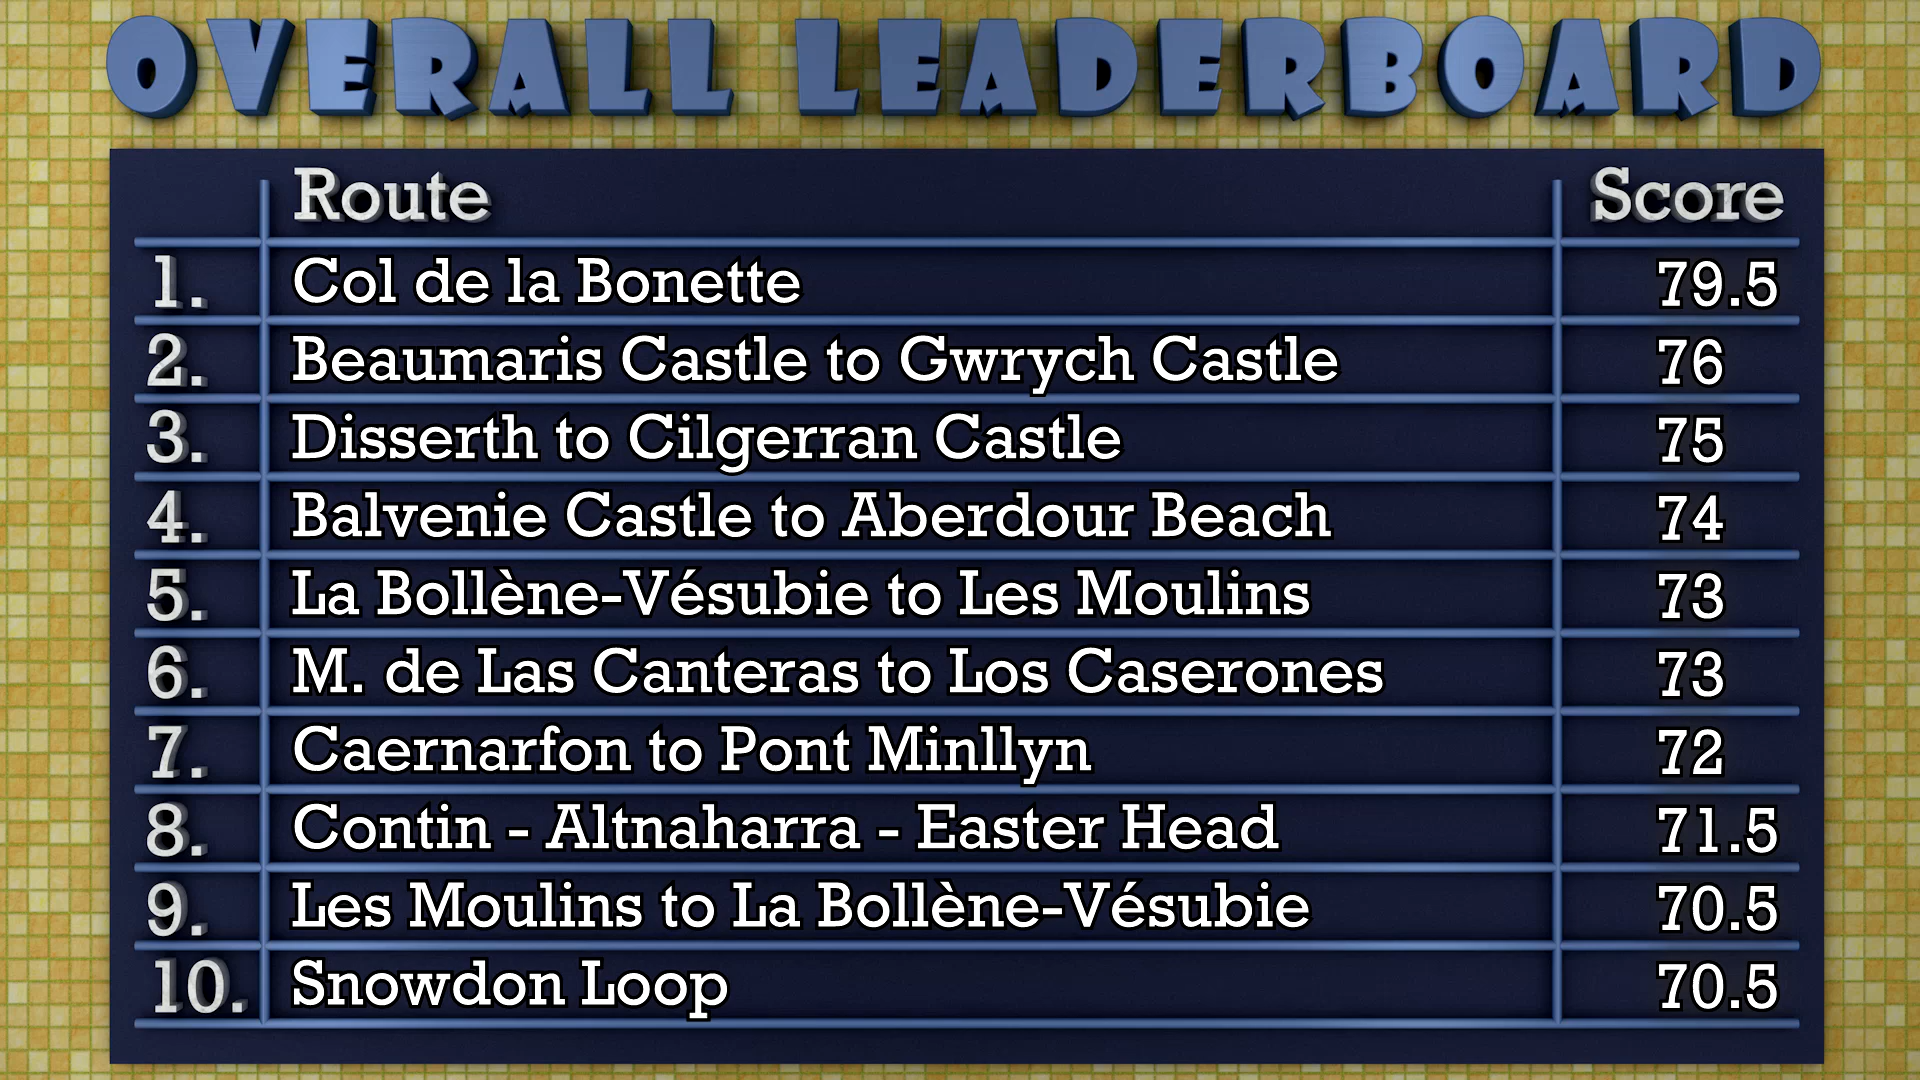 OVERALL LEADERBOARD
Route Score
1. Col de la Bonette 79.5
2. Beaumaris Castle to Gwrych Castle 76
3. Disserth to Cilgerran Castle 75
4. Balvenie Castle to Aberdour Beach 74
5. La Bollène-Vésubie to Les Moulins 73
6. M. de Las Canteras to Los Caserones 73
7. Caernarfon to Pont Minllyn 72
8. Contin - Altnaharra - Easter Head 71.5
9. Les Moulins to La Bollène-Vésubie 70.5
10. Snowdon Loop 70.5